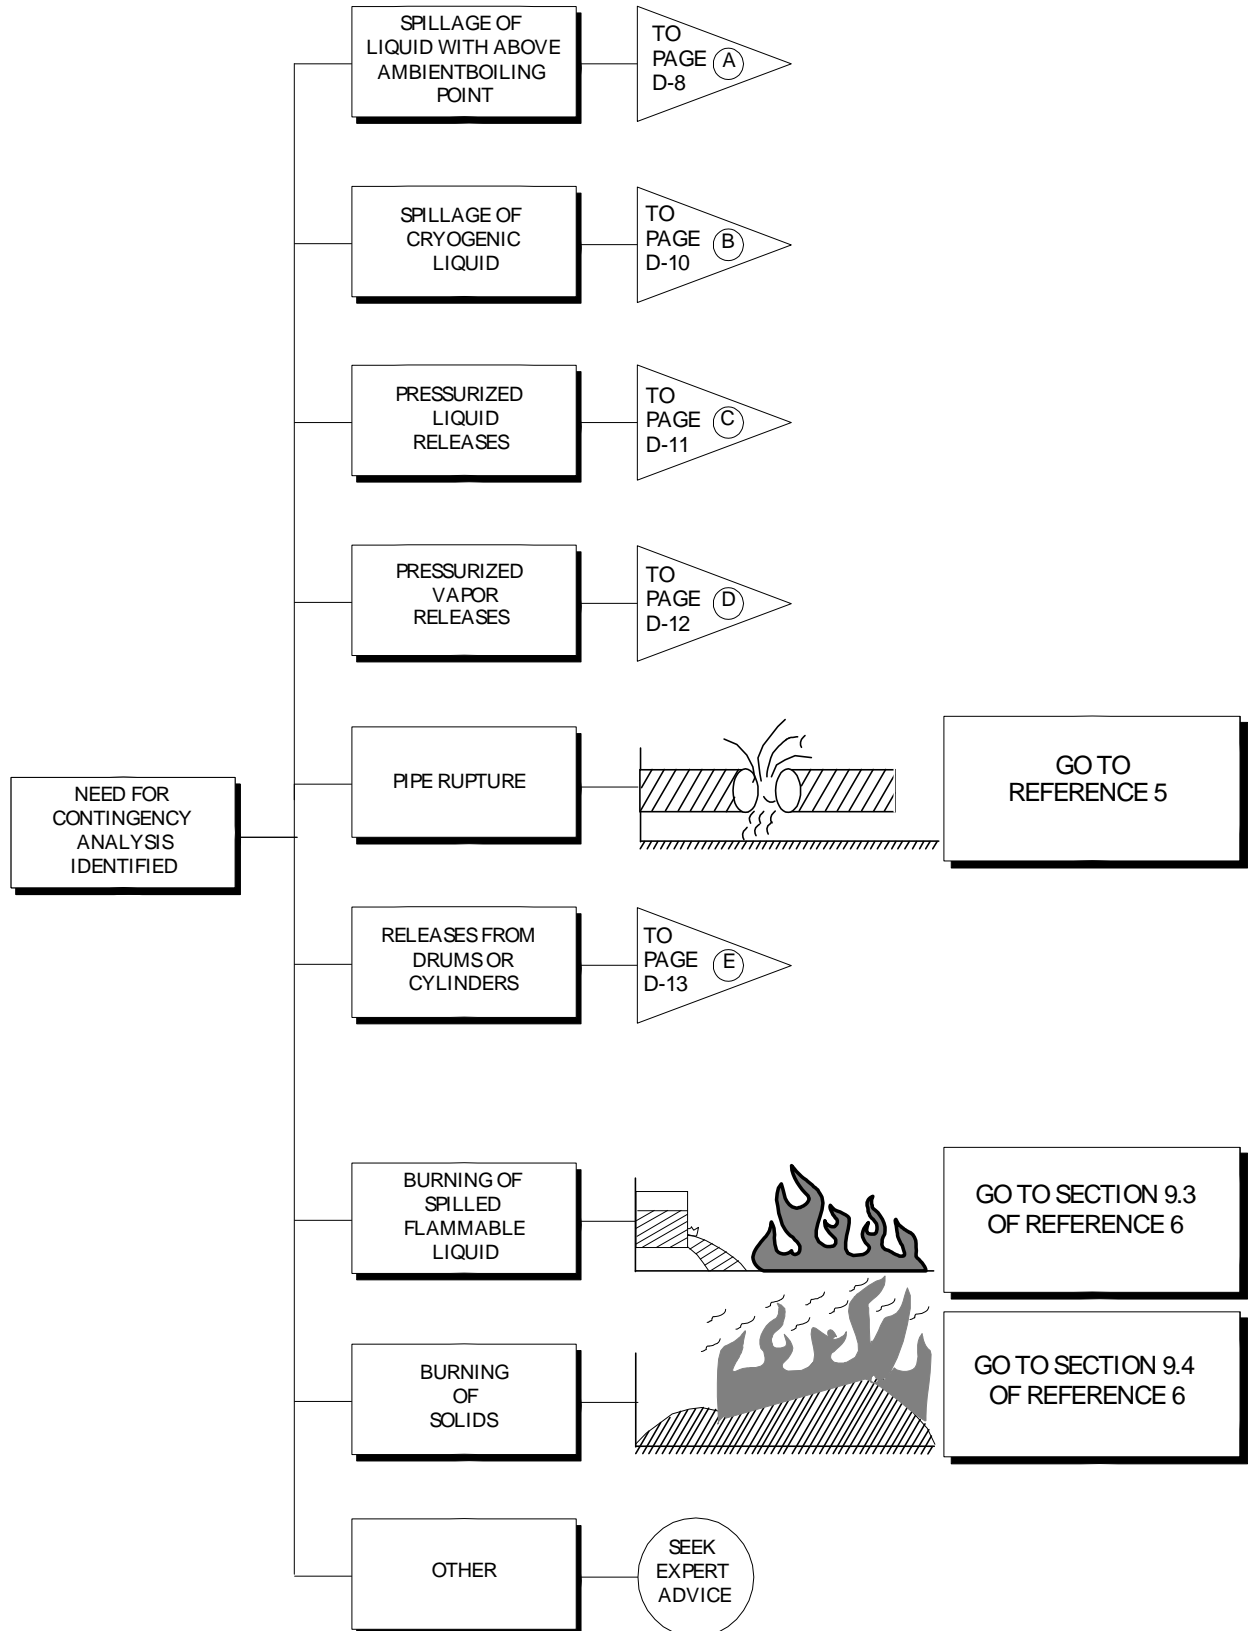 SPILLAGE OF
LIQUID WITH ABOVE
AMBIENTBOILING
POINT
TO
PAGE
D-8
A
SPILLAGE OF
CRYOGENIC
LIQUID
TO
PAGE
D-10
B
PRESSURIZED
LIQUID
RELEASES
TO
PAGE
D-11
C
PRESSURIZED
VAPOR
RELEASES
TO
PAGE
D-12
D
NEED FOR
CONTINGENCY
ANALYSIS
IDENTIFIED
PIPE RUPTURE
GO TO
REFERENCE 5
RELEASES FROM
DRUMS OR
CYLINDERS
TO
PAGE
D-13
E
BURNING OF
SPILLED
FLAMMABLE
LIQUID
GO TO SECTION 9.3
OF REFERENCE 6
BURNING
OF
SOLIDS
GO TO SECTION 9.4
OF REFERENCE 6
OTHER
SEEK
EXPERT
ADVICE